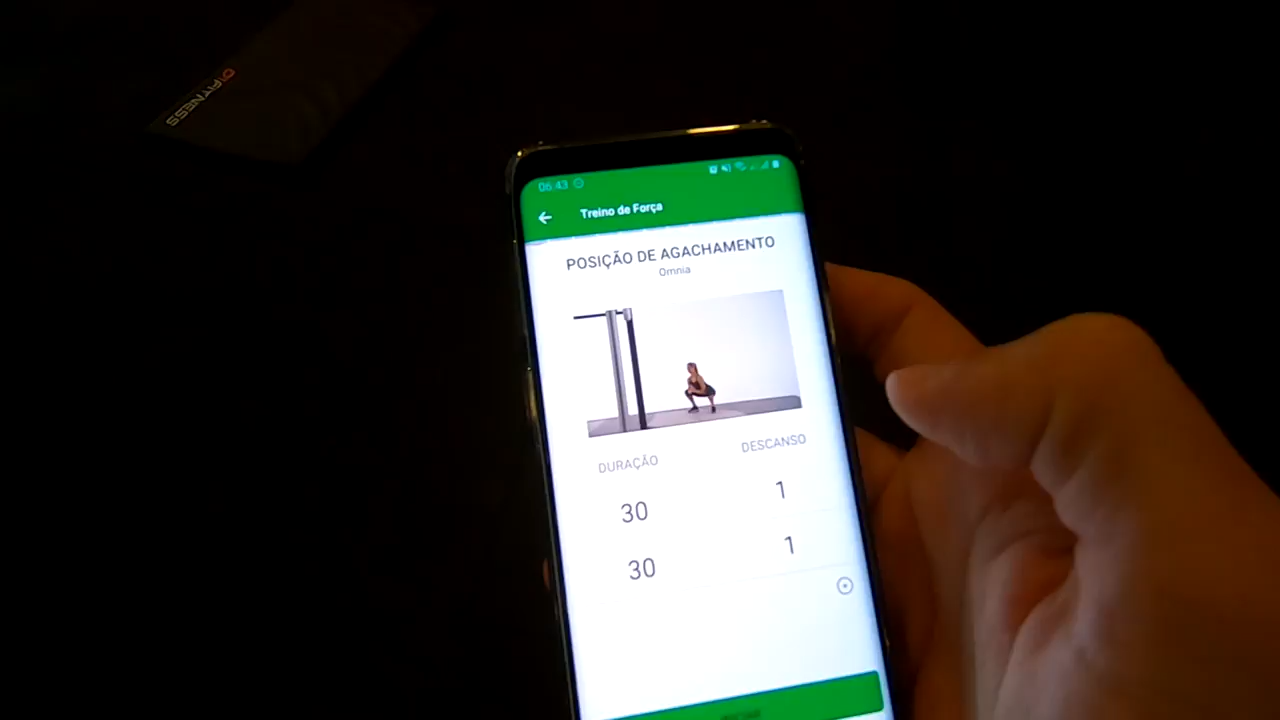 O'FITNESS
06:43
Treino de Força
POSIÇÃO DE AGACHAMENTO
Omnia
DURAÇÃO DESCANSO
30 1
30 1